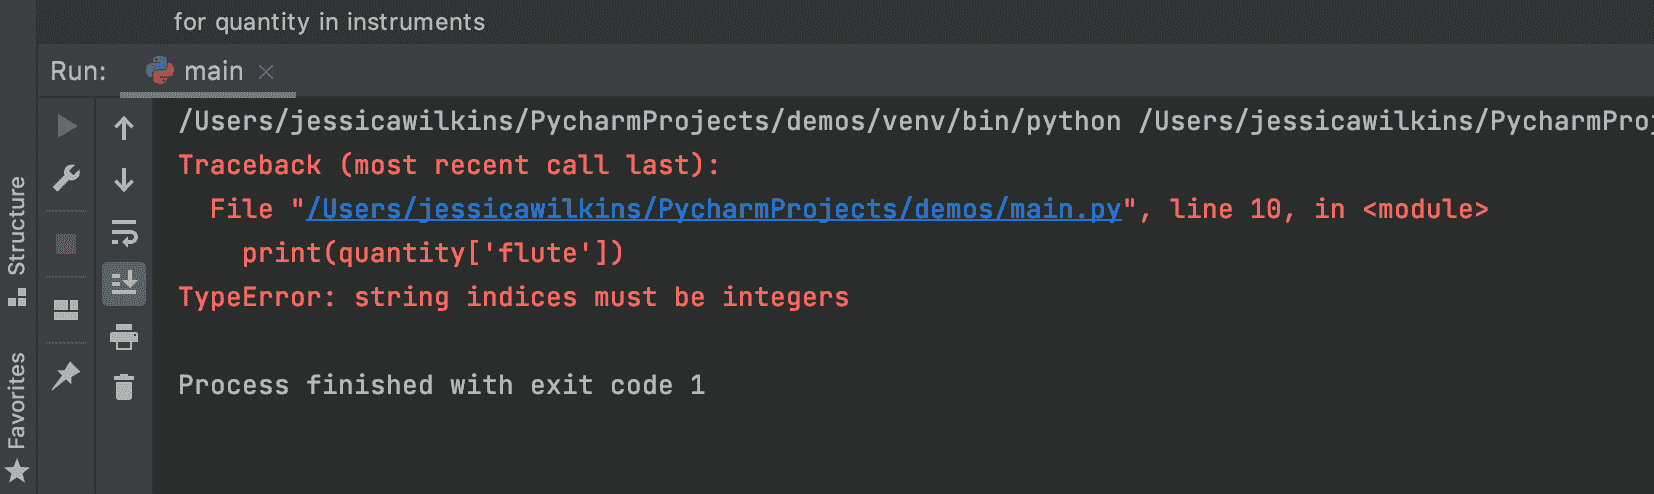 for quantity in instruments
Run: main
/Users/jessicawilkins/PycharmProjects/demos/venv/bin/python /Users/jessicawilkins/PycharmProj
Traceback (most recent call last):
File "/Users/jessicawilkins/PycharmProjects/demos/main.py", line 10, in <module>
print(quantity['flute'])
TypeError: string indices must be integers
Process finished with exit code 1
Structure
Favorites